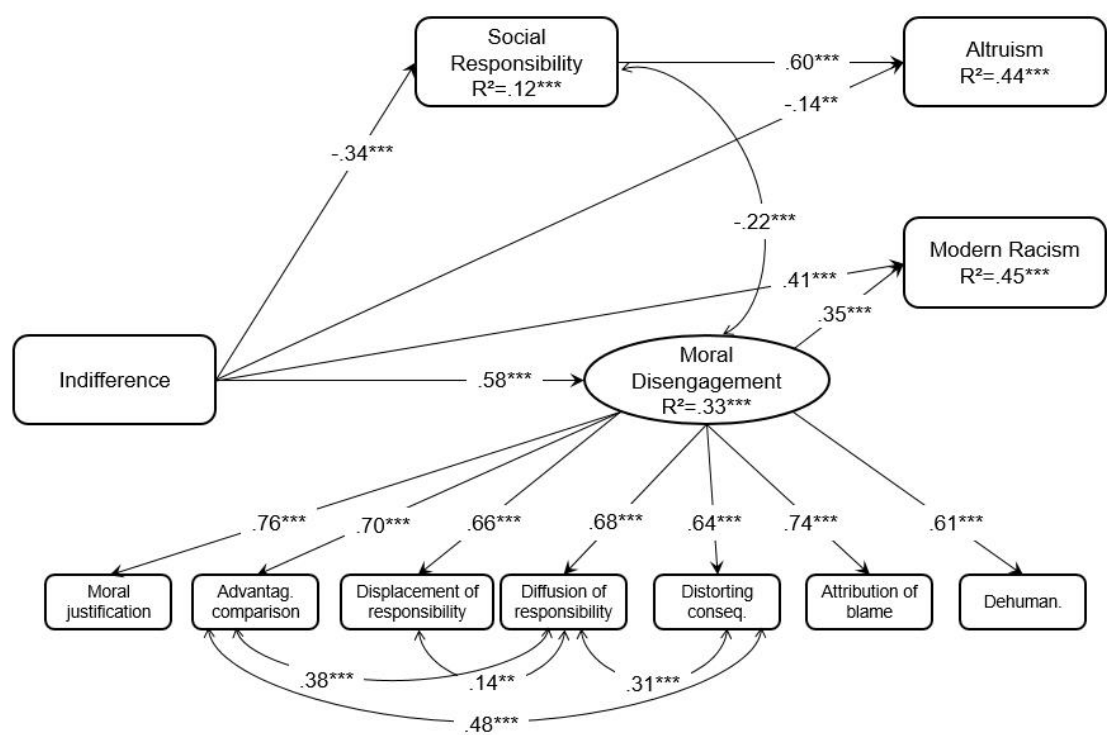 Social
Responsibility
R²=.12***
Altruism
R²=.44***
.60***
-.14**
-.34***
-.22***
Modern Racism
R²=.45***
.41***
.35***
Indifference
.58***
Moral
Disengagement
R²=.33***
.76***
.70***
.66***
.68***
.64***
.74***
.61***
Moral
justification
Advantag.
comparison
Displacement of
responsibility
Diffusion of
responsibility
Distorting
conseq.
Attribution of
blame
Dehuman.
.38***
.14**
.31***
.48***